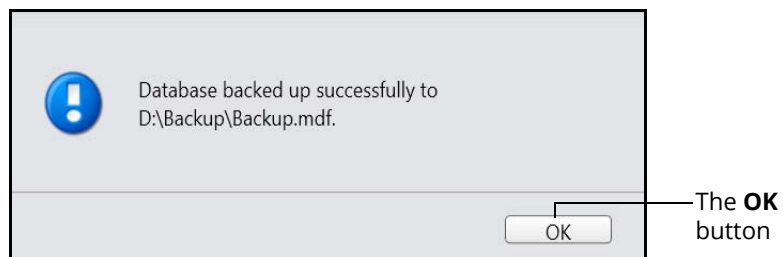 Database backed up successfully to
D:\Backup\Backup.mdf.
OK
The OK
button